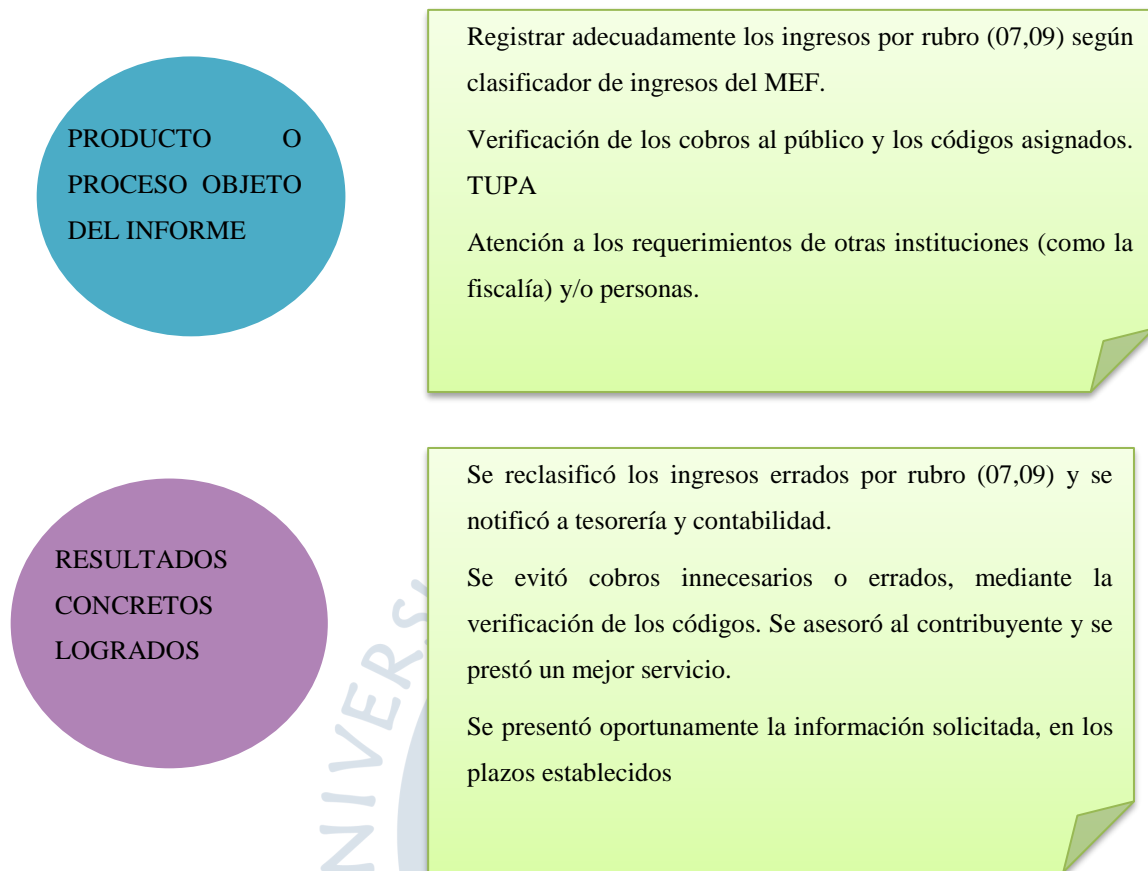 PRODUCTO O
PROCESO OBJETO
DEL INFORME
Registrar adecuadamente los ingresos por rubro (07,09) según
clasificador de ingresos del MEF.
Verificación de los cobros al público y los códigos asignados.
TUPA
Atención a los requerimientos de otras instituciones (como la
fiscalía) y/o personas.
RESULTADOS
CONCRETOS
LOGRADOS
Se reclasificó los ingresos errados por rubro (07,09) y se
notificó a tesorería y contabilidad.
Se evitó cobros innecesarios o errados, mediante la
verificación de los códigos. Se asesoró al contribuyente y se
prestó un mejor servicio.
Se presentó oportunamente la información solicitada, en los
plazos establecidos